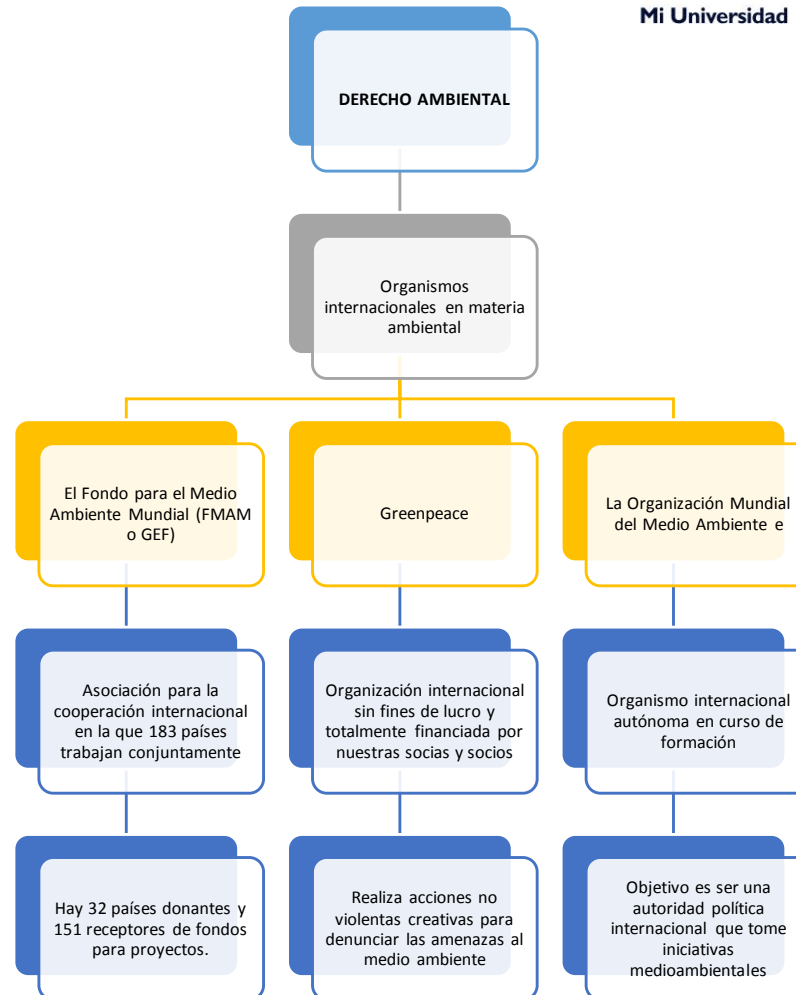 Mi Universidad
DERECHO AMBIENTAL
Organismos
internacionales en materia
ambiental
El Fondo para el Medio
Ambiente Mundial (FMAM
o GEF)
Greenpeace
La Organización Mundial
del Medio Ambiente e
Asociación para la
cooperación internacional
en la que 183 países
trabajan conjuntamente
Organización internacional
sin fines de lucro y
totalmente financiada por
nuestras socias y socios
Organismo internacional
autónoma en curso de
formación
Hay 32 países donantes y
151 receptores de fondos
para proyectos.
Realiza acciones no
violentas creativas para
denunciar las amenazas al
medio ambiente
Objetivo es ser una
autoridad política
internacional que tome
iniciativas
medioambientales